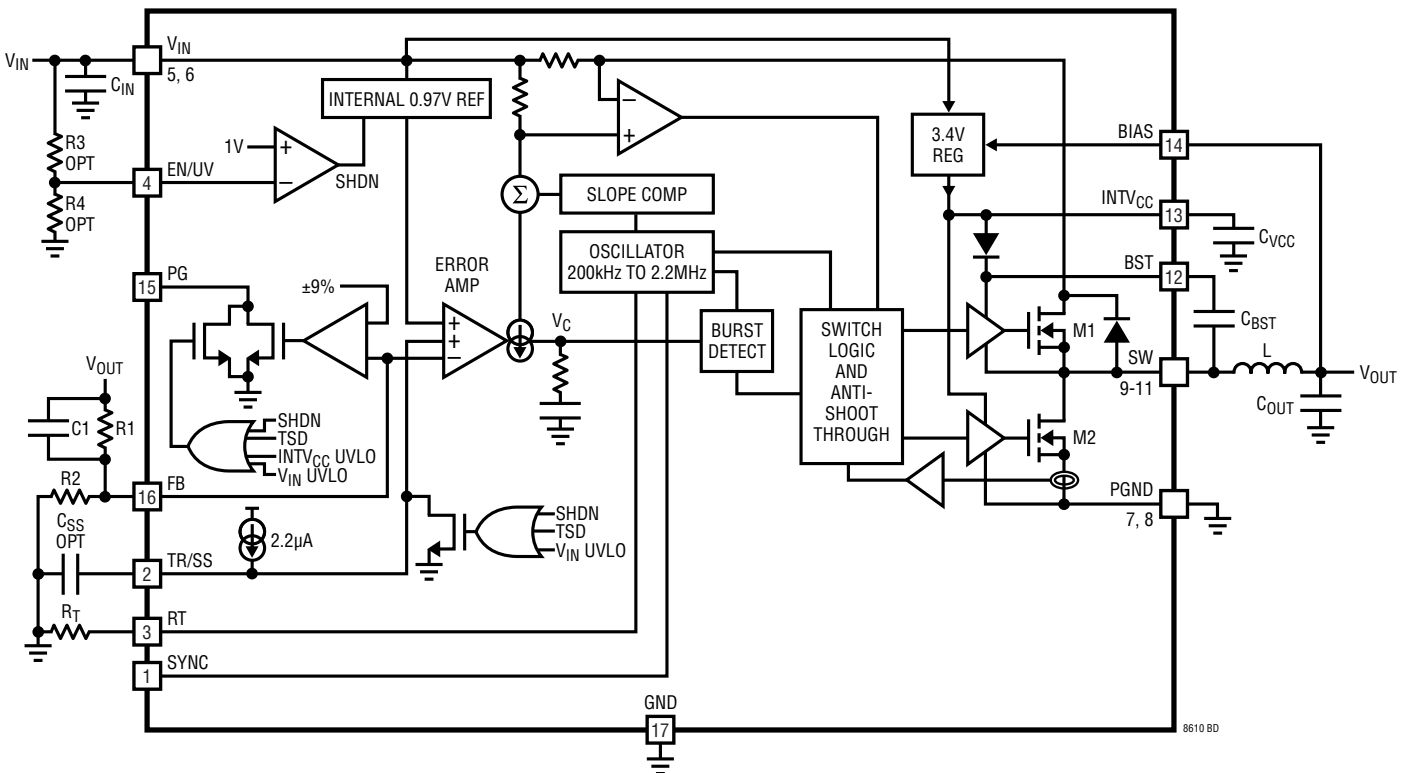 VIN
VIN
5, 6
CIN
R3
OPT
R4
OPT
4
EN/UV
1V
+
−
SHDN
INTERNAL 0.97V REF
−
+
Σ
SLOPE COMP
OSCILLATOR
200kHz TO 2.2MHz
3.4V
REG
BIAS
14
INTVCC
13
CVCC
BST
12
CBST
15
PG
±9%
ERROR
AMP
+
+
−
VC
BURST
DETECT
SWITCH
LOGIC
AND
ANTI-
SHOOT
THROUGH
M1
M2
SW
9-11
L
VOUT
COUT
PGND
7, 8
VOUT
C1
R1
SHDN
TSD
INTVCC UVLO
VIN UVLO
R2
16
FB
CSS
OPT
2.2µA
SHDN
TSD
VIN UVLO
2
TR/SS
RT
3
RT
1
SYNC
GND
17
8610 BD